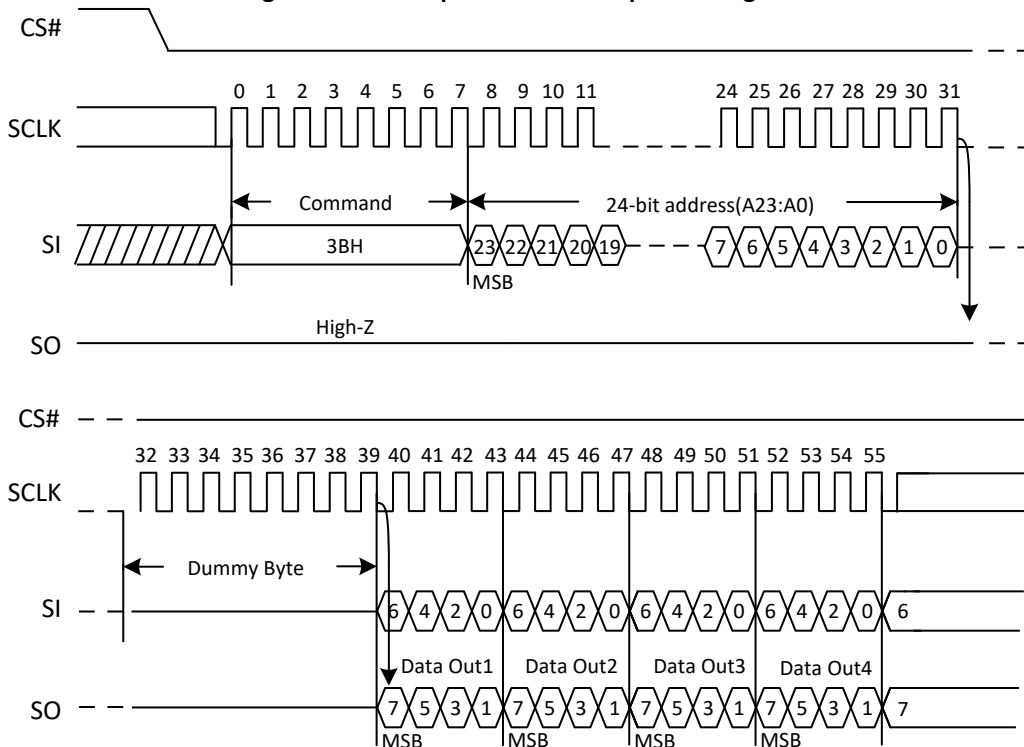 CS#
0 1 2 3 4 5 6 7 8 9 10 11 24 25 26 27 28 29 30 31
SCLK
Command 24-bit address(A23:A0)
SI 3BH 23 22 21 20 19 7 6 5 4 3 2 1 0
MSB
High-Z
SO
CS#
32 33 34 35 36 37 38 39 40 41 42 43 44 45 46 47 48 49 50 51 52 53 54 55
SCLK
Dummy Byte
SI 6 4 2 0 6 4 2 0 6 4 2 0 6 4 2 0 6
Data Out1 Data Out2 Data Out3 Data Out4
SO 7 5 3 1 7 5 3 1 7 5 3 1 7 5 3 1 7
MSB MSB MSB MSB